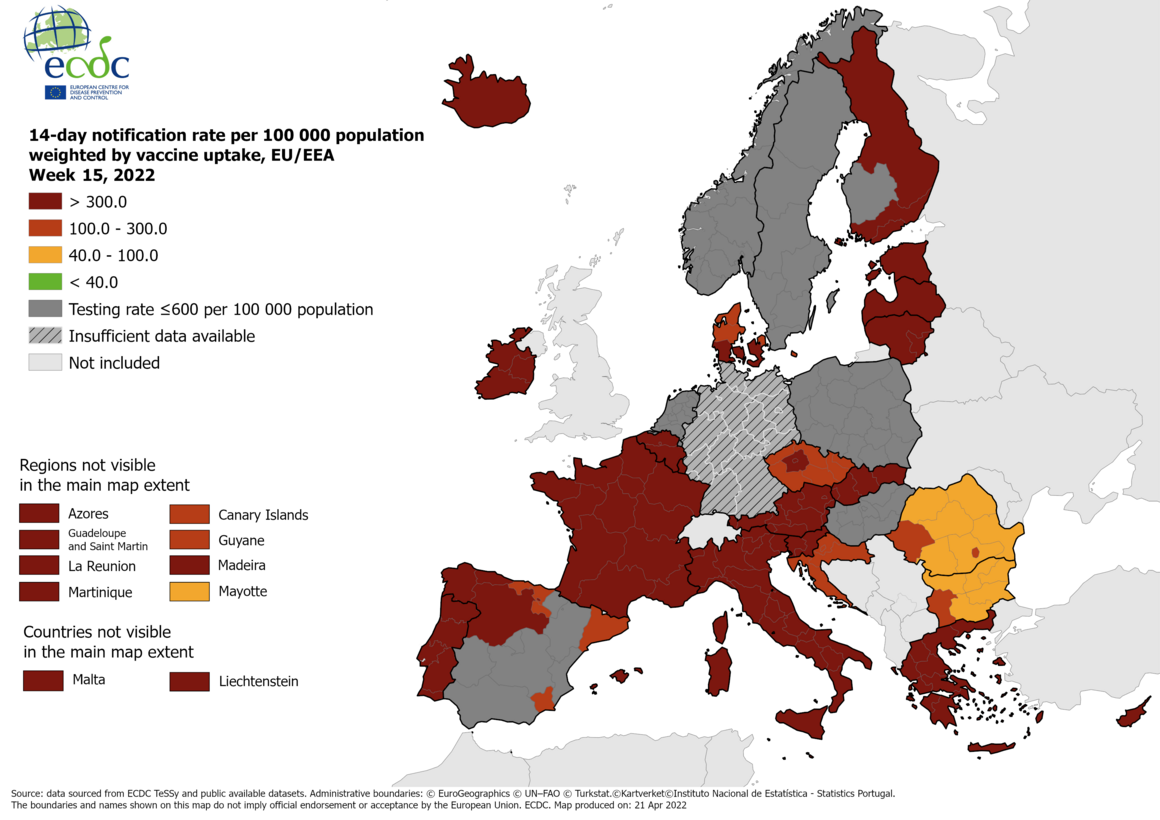 ecdc
EUROPEAN CENTRE FOR
DISEASE PREVENTION
AND CONTROL
14-day notification rate per 100 000 population
weighted by vaccine uptake, EU/EEA
Week 15, 2022
> 300.0
100.0 - 300.0
40.0 - 100.0
< 40.0
Testing rate ≤600 per 100 000 population
Insufficient data available
Not included
Regions not visible
in the main map extent
Azores
Canary Islands
Guadeloupe
and Saint Martin
Guyane
La Reunion
Madeira
Martinique
Mayotte
Countries not visible
in the main map extent
Malta
Liechtenstein
Source: data sourced from ECDC TeSSy and public available datasets. Administrative boundaries: © EuroGeographics © UN–FAO © Turkstat.©Kartverket©Instituto Nacional de Estatística - Statistics Portugal.
The boundaries and names shown on this map do not imply official endorsement or acceptance by the European Union. ECDC. Map produced on: 21 Apr 2022